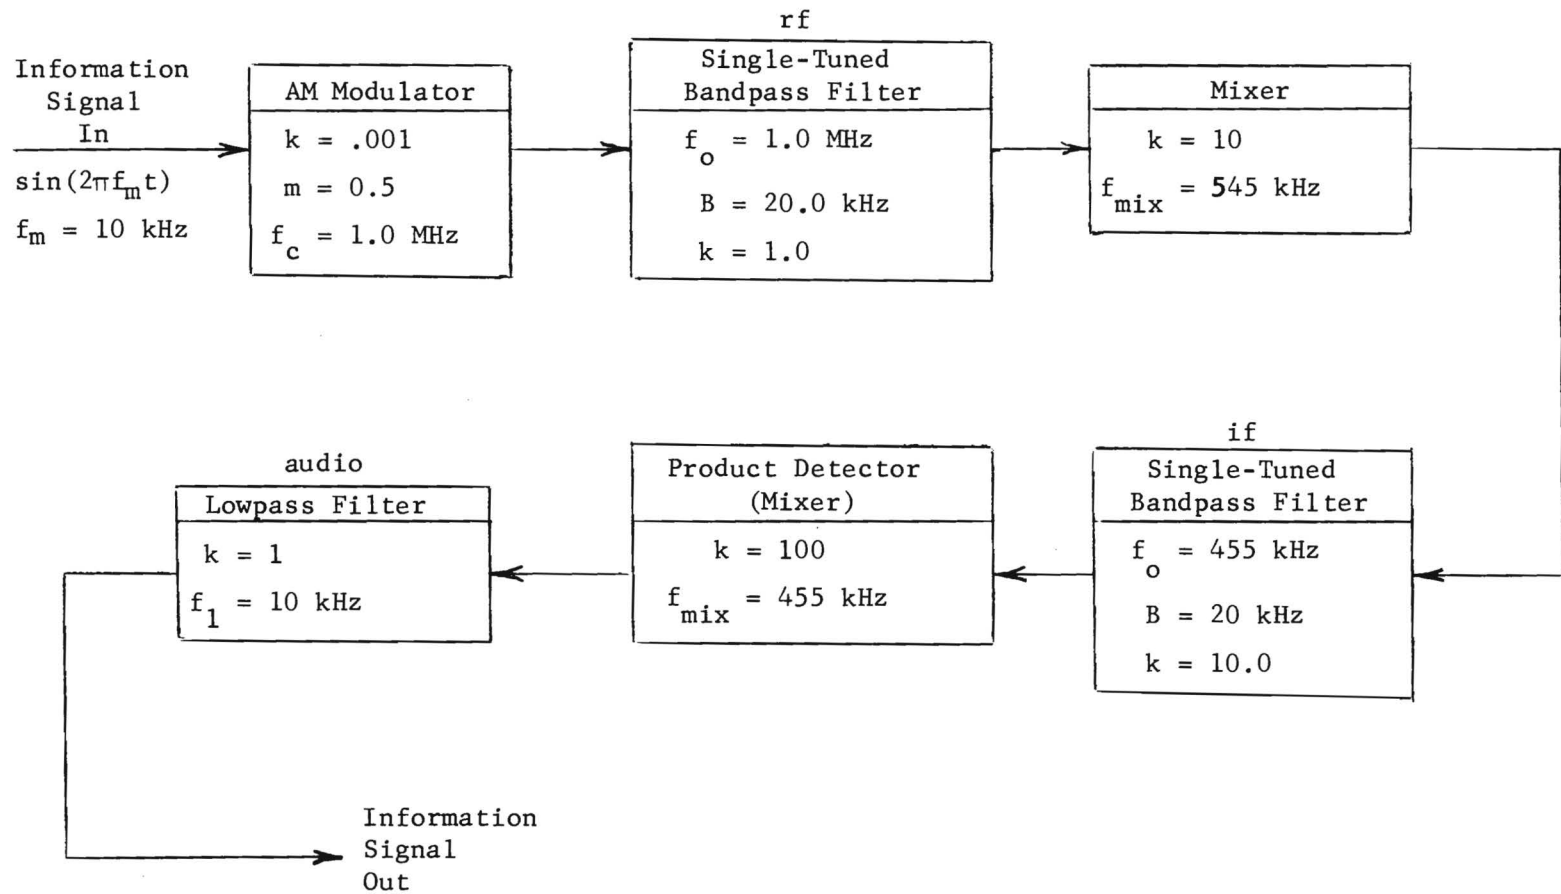 Information
Signal
In
sin(2πf_m t)
f_m = 10 kHz
AM Modulator
k = .001
m = 0.5
f_c = 1.0 MHz
rf
Single-Tuned
Bandpass Filter
f_o = 1.0 MHz
B = 20.0 kHz
k = 1.0
Mixer
k = 10
f_mix = 545 kHz
if
Single-Tuned
Bandpass Filter
f_o = 455 kHz
B = 20 kHz
k = 10.0
Product Detector
(Mixer)
k = 100
f_mix = 455 kHz
audio
Lowpass Filter
k = 1
f_1 = 10 kHz
Information
Signal
Out